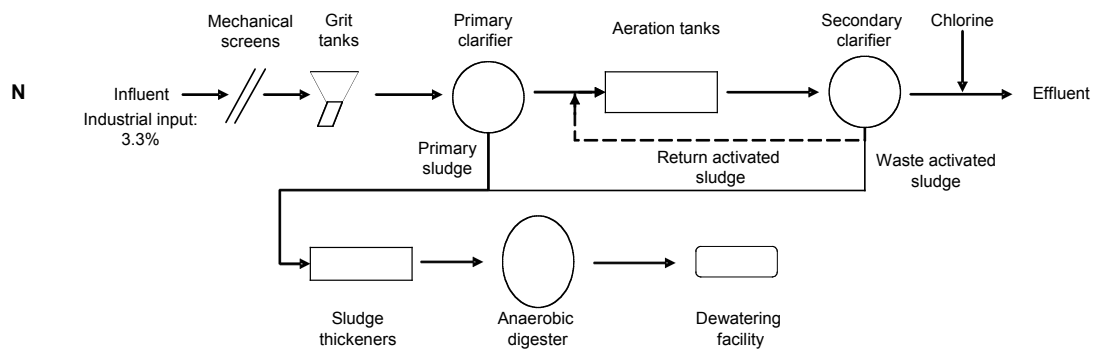 Mechanical
screens
Grit
tanks
Primary
clarifier
Aeration tanks
Secondary
clarifier
Chlorine
N
Influent
Industrial input:
3.3%
Effluent
Primary
sludge
Return activated
sludge
Waste activated
sludge
Sludge
thickeners
Anaerobic
digester
Dewatering
facility